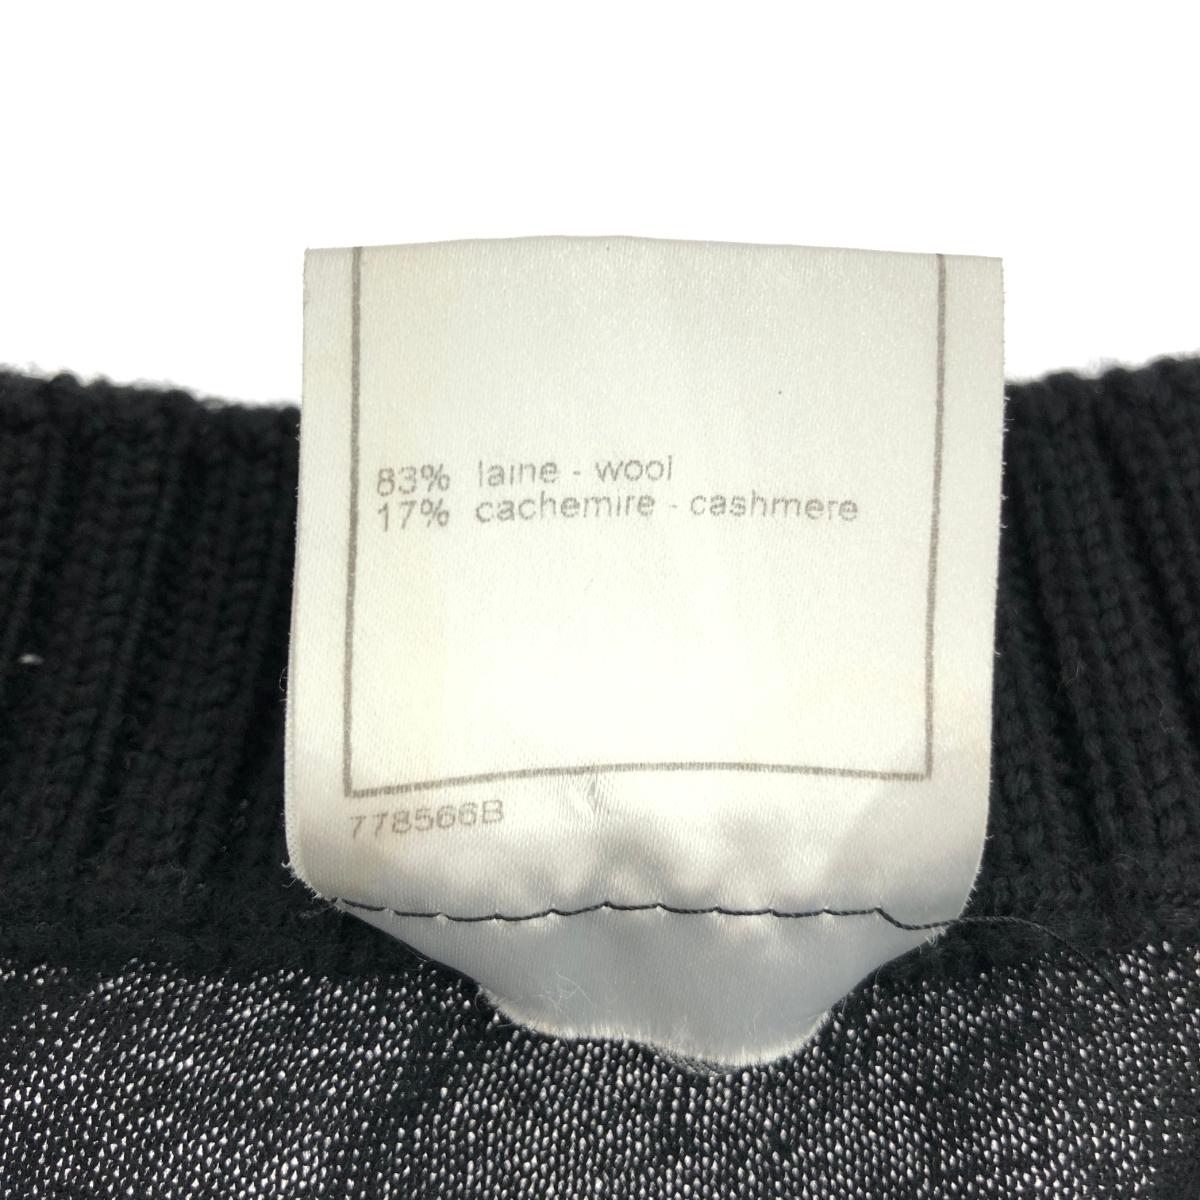 83% laine - wool
17% cachemire - cashmere
778566B